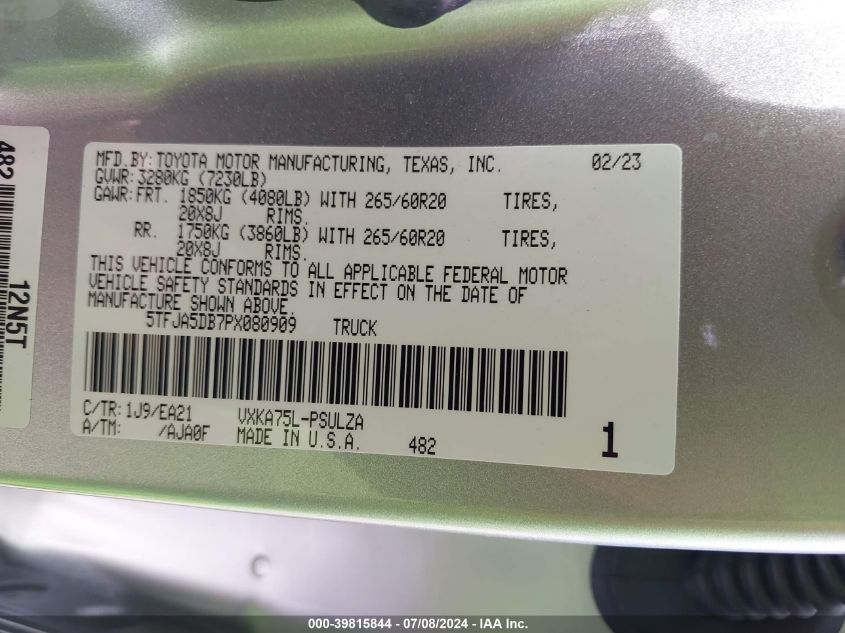 MFD.BY: TOYOTA MOTOR MANUFACTURING, TEXAS, INC. 02/23
GVWR: 3280KG (7230LB)
GAWR: FRT. 1850KG (4080LB) WITH 265/60R20 TIRES,
20X8J RIMS.
RR. 1750KG (3860LB) WITH 265/60R20 TIRES,
20X8J RIMS.
THIS VEHICLE CONFORMS TO ALL APPLICABLE FEDERAL MOTOR
VEHICLE SAFETY STANDARDS IN EFFECT ON THE DATE OF
MANUFACTURE SHOWN ABOVE.
5TFJA5DB7PX080909 TRUCK
C/TR: 1J9/EA21 VXKA75L-PSULZA
A/TM: /AJA0F MADE IN U.S.A. 482 1
482
12N5T
000-39815844 - 07/08/2024 - IAA Inc.